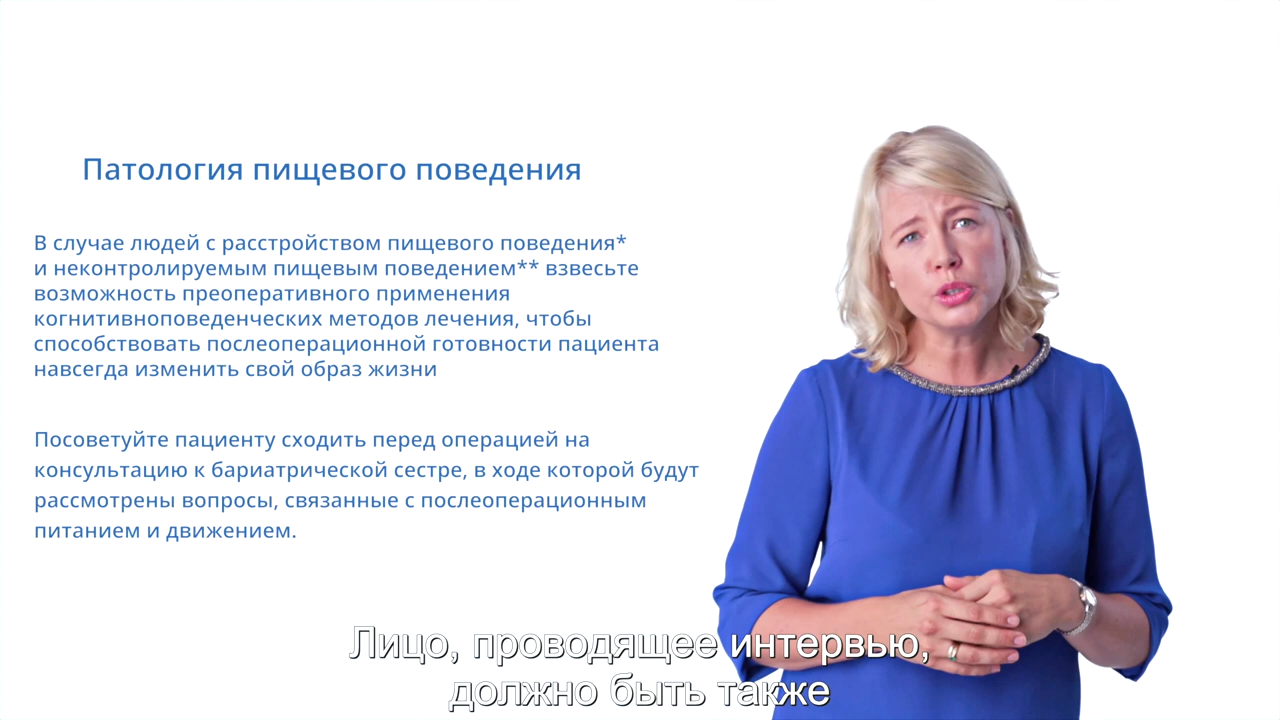 Патология пищевого поведения
В случае людей с расстройством пищевого поведения*
и неконтролируемым пищевым поведением** взвесьте
возможность преоперативного применения
когнитивноповеденческих методов лечения, чтобы
способствовать послеоперационной готовности пациента
навсегда изменить свой образ жизни
Посоветуйте пациенту сходить перед операцией на
консультацию к бариатрической сестре, в ходе которой будут
рассмотрены вопросы, связанные с послеоперационным
питанием и движением.
Лицо, проводящее интервью,
должно быть также